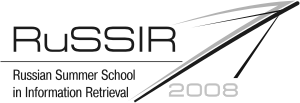 RuSSIR
Russian Summer School
in Information Retrieval
2008